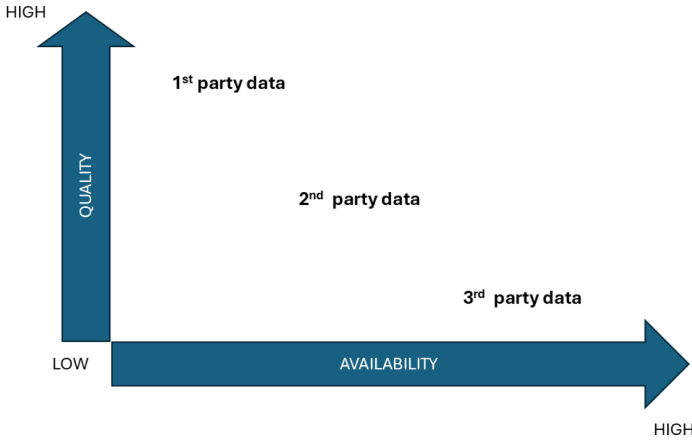 HIGH
1st party data
QUALITY
2nd party data
3rd party data
LOW
AVAILABILITY
HIGH